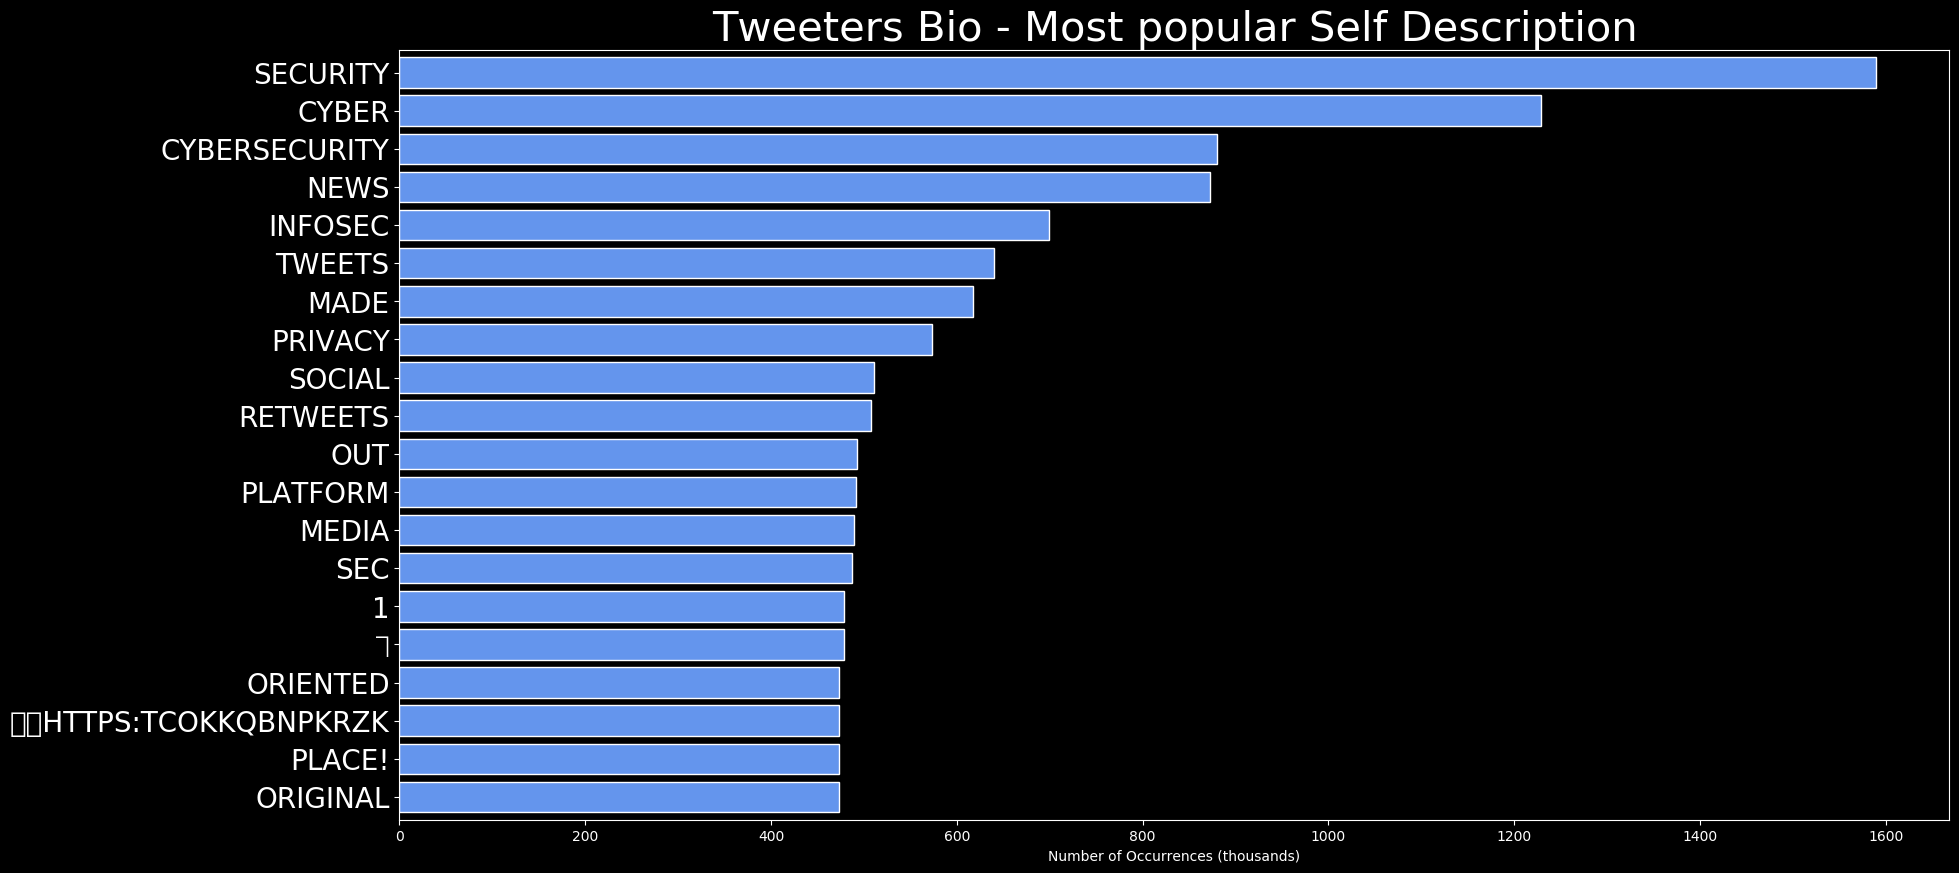 Tweeters Bio - Most popular Self Description
SECURITY
CYBER
CYBERSECURITY
NEWS
INFOSEC
TWEETS
MADE
PRIVACY
SOCIAL
RETWEETS
OUT
PLATFORM
MEDIA
SEC
1
ORIENTED
HTTPS:TCOKKQBNPKRZK
PLACE!
ORIGINAL
0 200 400 600 800 1000 1200 1400 1600
Number of Occurrences (thousands)